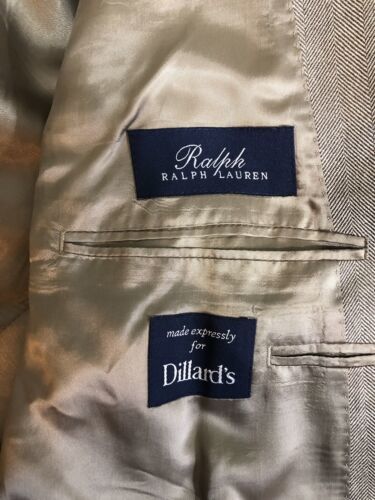 Ralph
RALPH LAUREN
made expressly
for
Dillard's